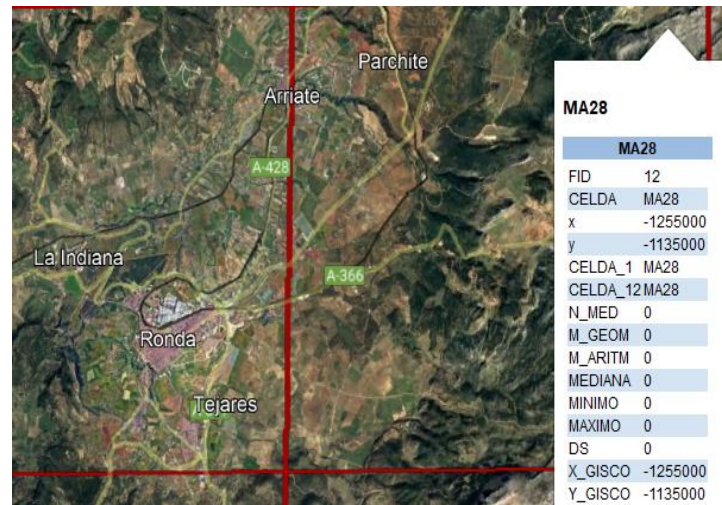 Parchite
Arriate
A-428
La Indiana
A-366
Ronda
Tejares
MA28
MA28
FID 12
CELDA MA28
x -1255000
y -1135000
CELDA_1 MA28
CELDA_12 MA28
N_MED 0
M_GEOM 0
M_ARITM 0
MEDIANA 0
MINIMO 0
MAXIMO 0
DS 0
X_GISCO -1255000
Y_GISCO -1135000